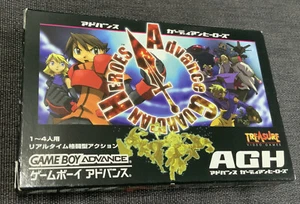 アドバンス ガーディアンヒーローズ
Advance
GUARDIAN
HEROES
1〜4人用
リアルタイム格闘型アクション
GAME BOY ADVANCE
ゲームボーイ アドバンス
TREASURE
VIDEO GAMES
AGH
アドバンス ガーディアンヒーローズ